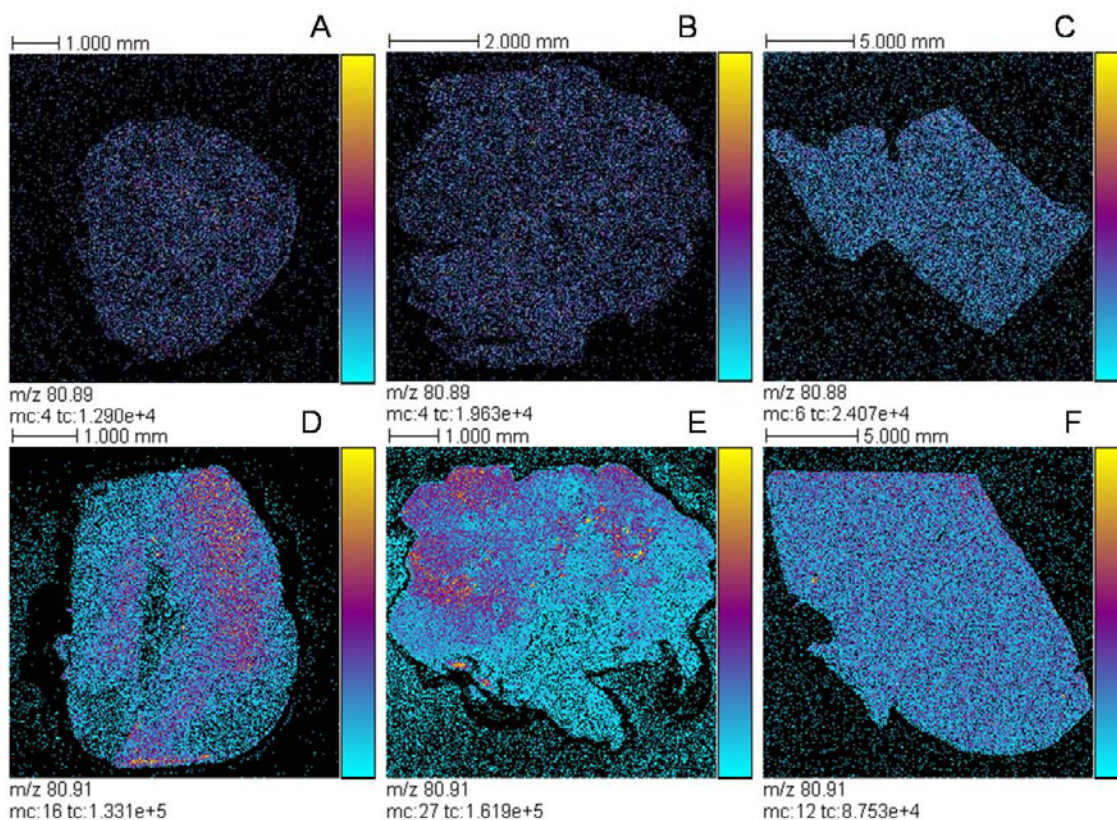 A
1.000 mm
B
2.000 mm
C
5.000 mm
m/z 80.89
mc:4 tc:1.290e+4
m/z 80.89
mc:4 tc:1.963e+4
m/z 80.88
mc:6 tc:2.407e+4
D
1.000 mm
E
1.000 mm
F
5.000 mm
m/z 80.91
mc:16 tc:1.331e+5
m/z 80.91
mc:27 tc:1.619e+5
m/z 80.91
mc:12 tc:8.753e+4